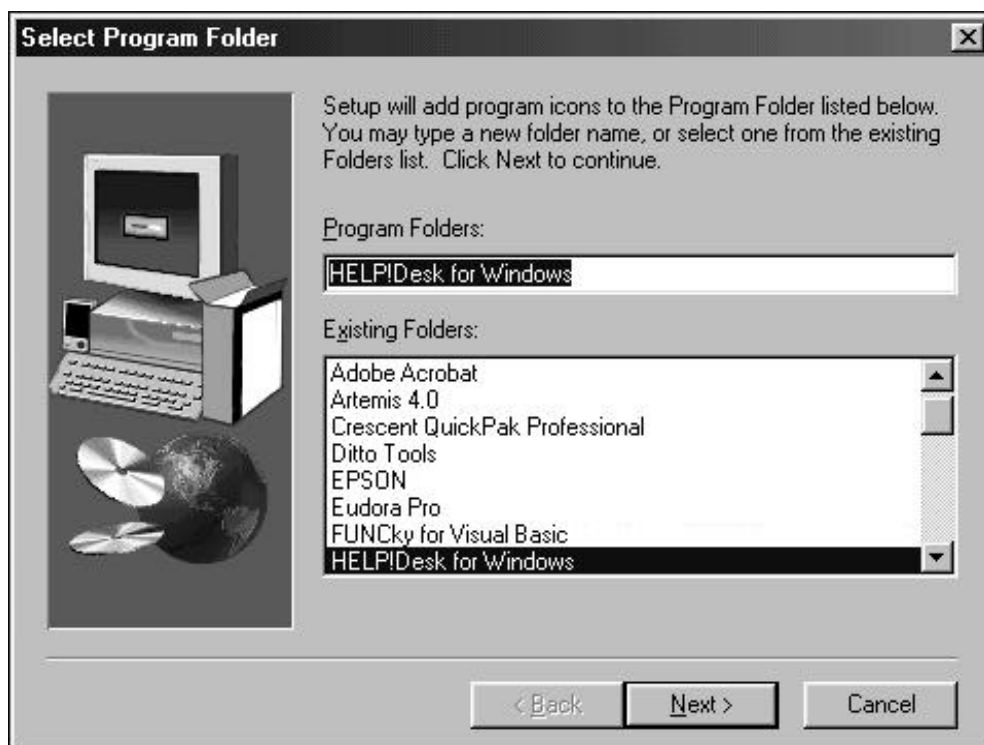 Select Program Folder
Setup will add program icons to the Program Folder listed below.
You may type a new folder name, or select one from the existing
Folders list.  Click Next to continue.
Program Folders:
HELP!Desk for Windows
Existing Folders:
Adobe Acrobat
Artemis 4.0
Crescent QuickPak Professional
Ditto Tools
EPSON
Eudora Pro
FUNCky for Visual Basic
HELP!Desk for Windows
< Back
Next >
Cancel